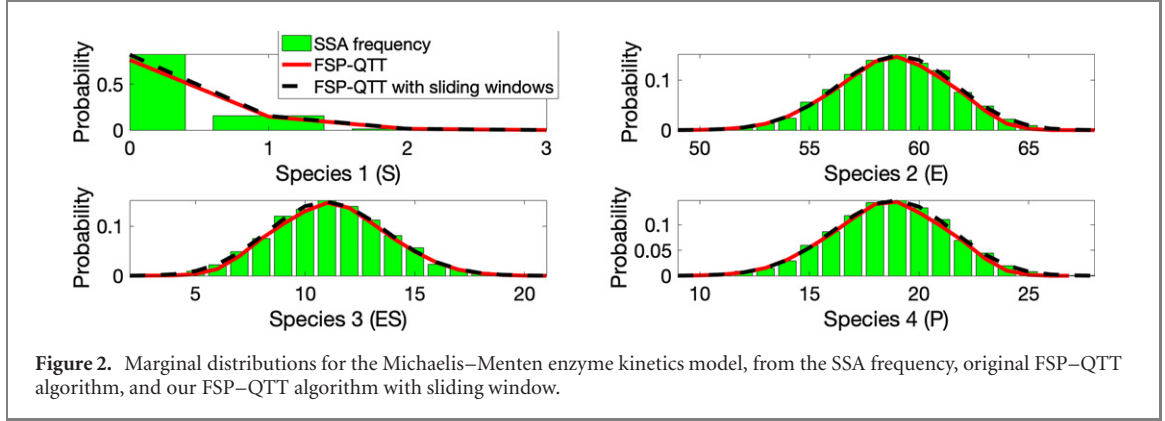 Probability
0.5
0
SSA frequency
FSP-QTT
FSP-QTT with sliding windows
0 1 2 3
Species 1 (S)
Probability
0.1
0
50 55 60 65
Species 2 (E)
Probability
0.1
0
5 10 15 20
Species 3 (ES)
Probability
0.1
0.05
0
10 15 20 25
Species 4 (P)
Figure 2. Marginal distributions for the Michaelis–Menten enzyme kinetics model, from the SSA frequency, original FSP–QTT
algorithm, and our FSP–QTT algorithm with sliding window.